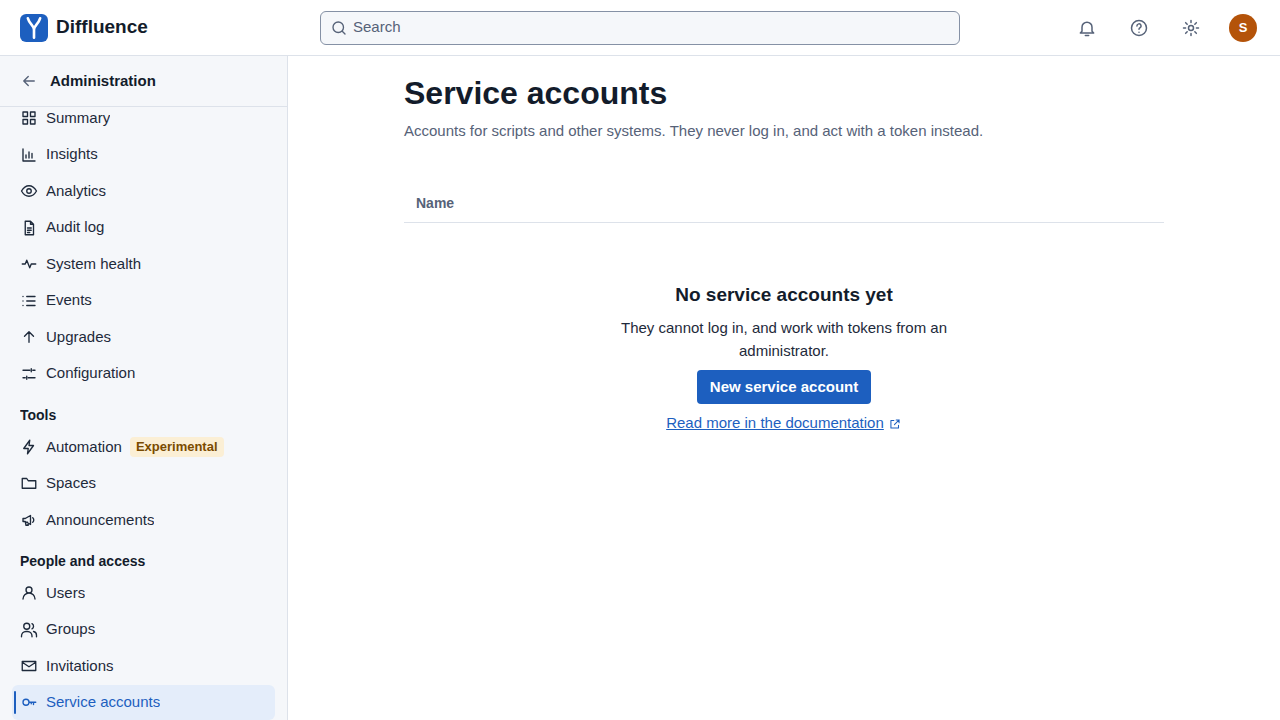 Diffluence
Search
S
Administration
Summary
Insights
Analytics
Audit log
System health
Events
Upgrades
Configuration
Tools
Automation Experimental
Spaces
Announcements
People and access
Users
Groups
Invitations
Service accounts
Service accounts
Accounts for scripts and other systems. They never log in, and act with a token instead.
Name
No service accounts yet
They cannot log in, and work with tokens from an
administrator.
New service account
Read more in the documentation